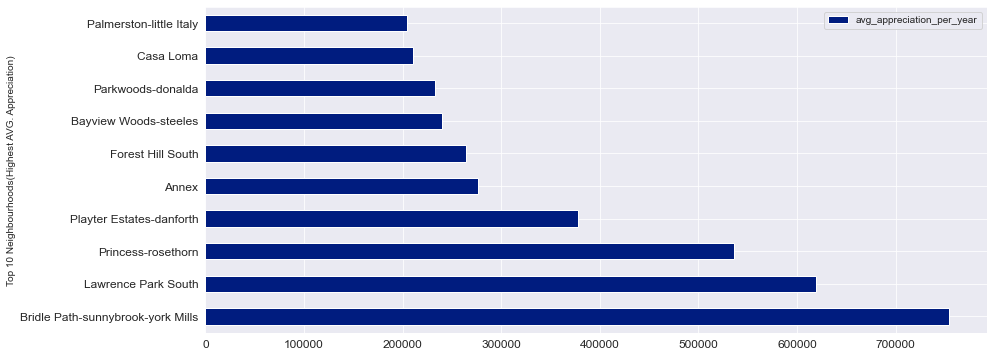 avg_appreciation_per_year
Top 10 Neighbourhoods(Highest AVG. Appreciation)
Palmerston-little Italy
Casa Loma
Parkwoods-donalda
Bayview Woods-steeles
Forest Hill South
Annex
Playter Estates-danforth
Princess-rosethorn
Lawrence Park South
Bridle Path-sunnybrook-york Mills
0 100000 200000 300000 400000 500000 600000 700000